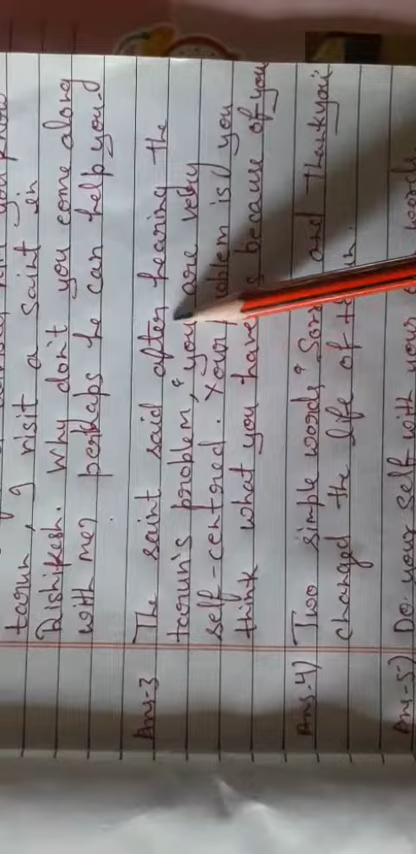 tarun, I visit a saint in
Rishikesh. Why don't you come along
with me? perhaps he can help you
Ans-3 The saint said after hearing the
tarun's problem, "you are very
self-centered. Your problem is you
think what you have is because of you
Ans-4) Two simple words, "Sorry and thankyou"
changed the life of tarun.
Ans-5) Do your self with your